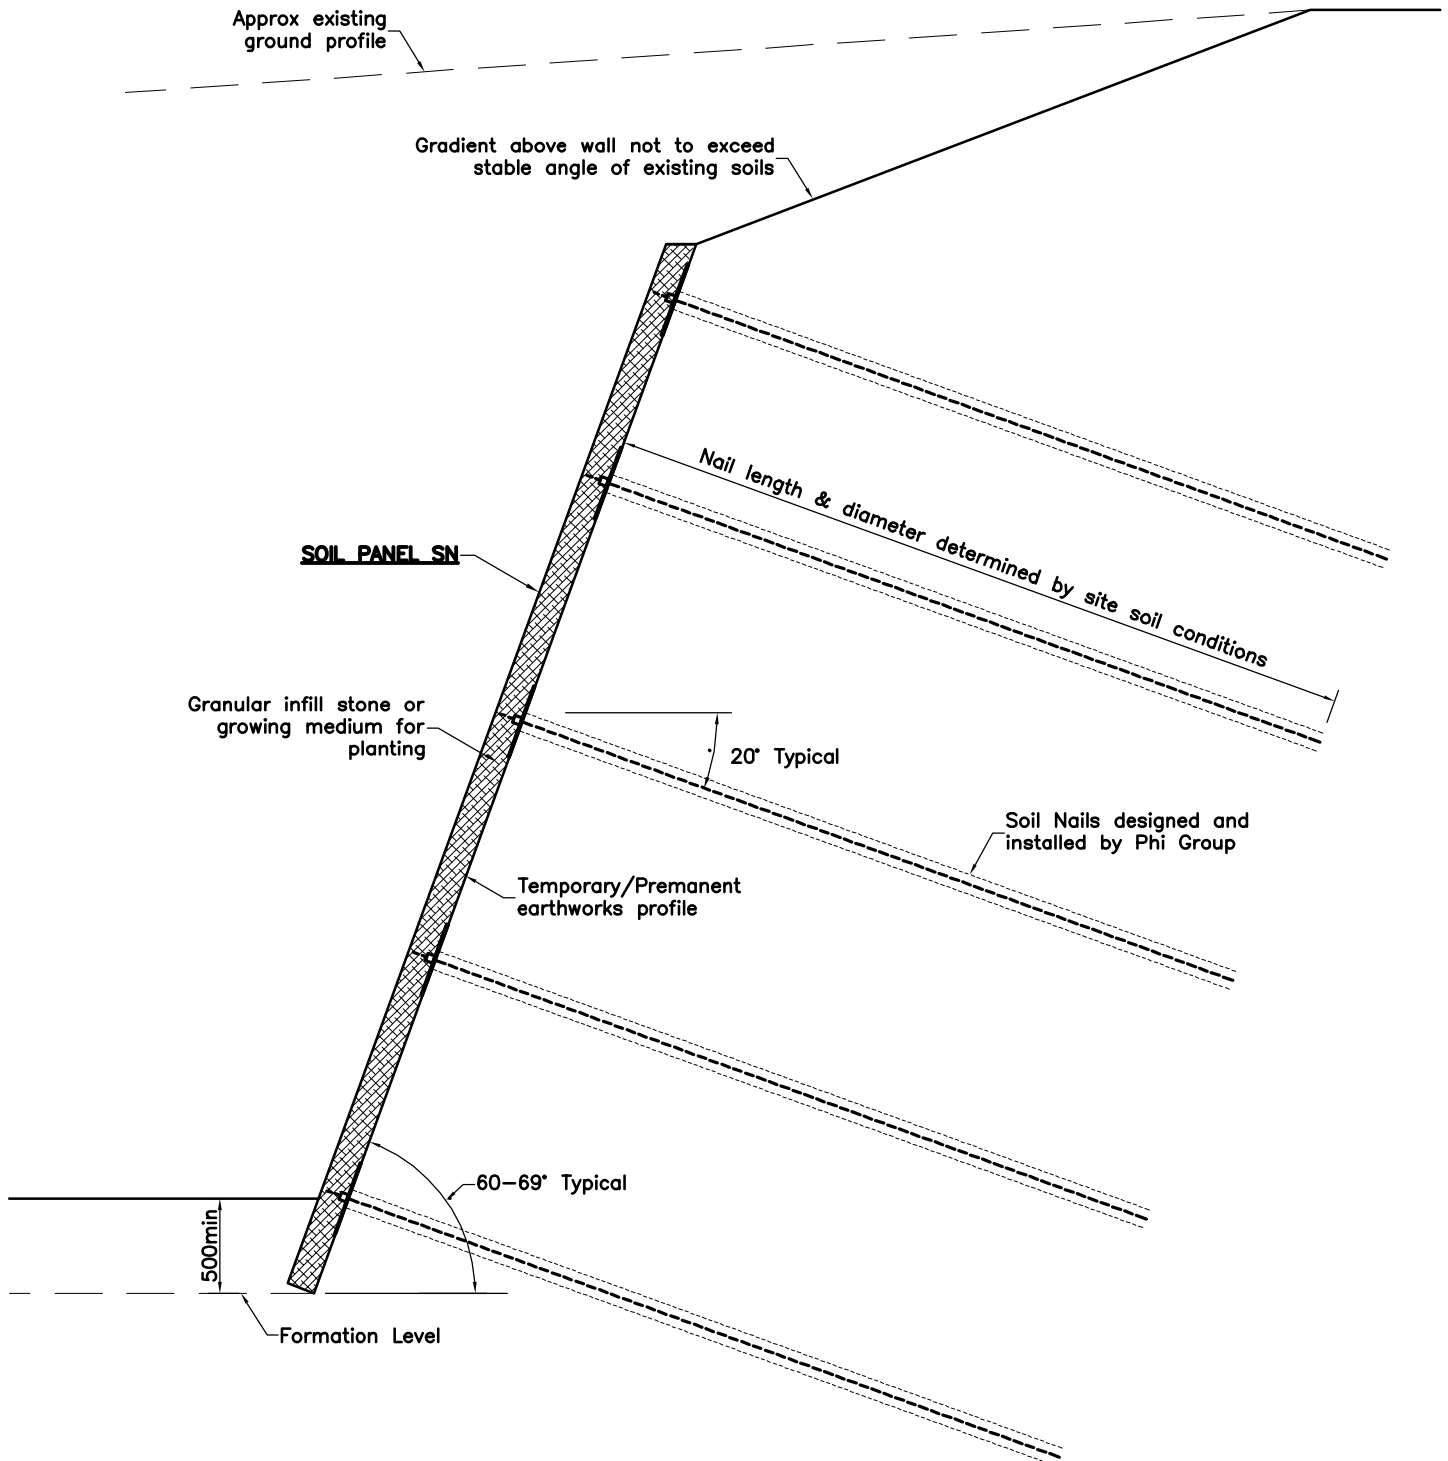 Approx existing
ground profile
Gradient above wall not to exceed
stable angle of existing soils
Nail length & diameter determined by site soil conditions
SOIL PANEL SN
Granular infill stone or
growing medium for
planting
20° Typical
Soil Nails designed and
installed by Phi Group
Temporary/Premanent
earthworks profile
60-69° Typical
500min
Formation Level